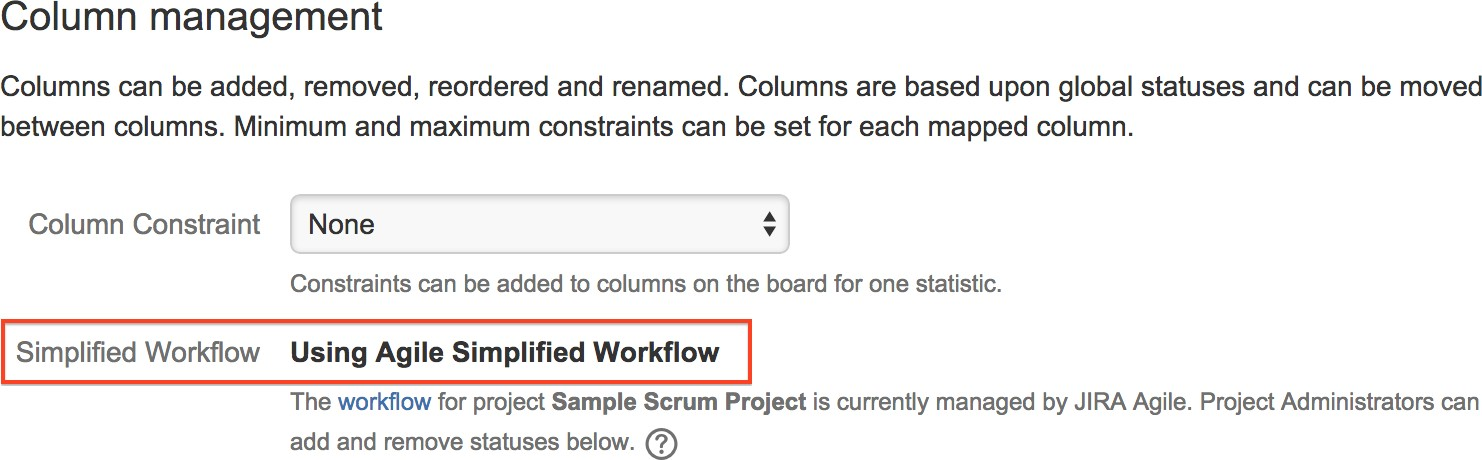 Column management
Columns can be added, removed, reordered and renamed. Columns are based upon global statuses and can be moved
between columns. Minimum and maximum constraints can be set for each mapped column.
Column Constraint None
Constraints can be added to columns on the board for one statistic.
Simplified Workflow Using Agile Simplified Workflow
The workflow for project Sample Scrum Project is currently managed by JIRA Agile. Project Administrators can
add and remove statuses below. ?